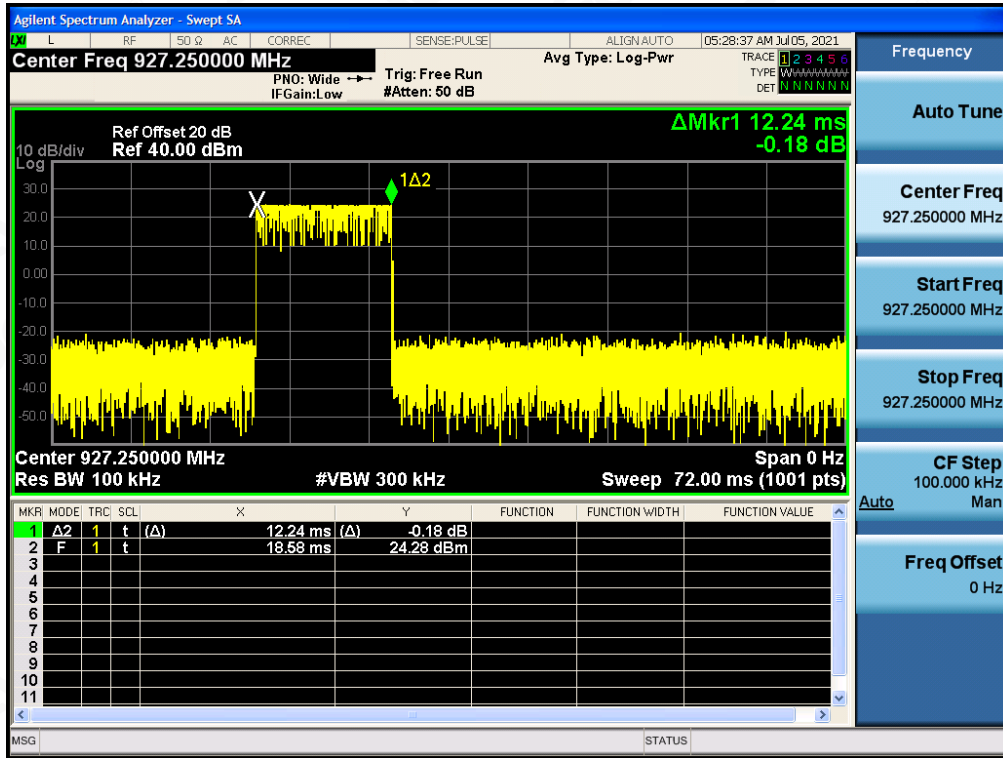 Agilent Spectrum Analyzer - Swept SA
LXI L RF 50 Ω AC CORREC SENSE:PULSE ALIGN AUTO 05:28:37 AM Jul 05, 2021
Center Freq 927.250000 MHz
PNO: Wide
IFGain:Low
Trig: Free Run
#Atten: 50 dB
Avg Type: Log-Pwr
TRACE 1 2 3 4 5 6
TYPE W
DET N N N N N N
Frequency
Auto Tune
Center Freq
927.250000 MHz
Start Freq
927.250000 MHz
Stop Freq
927.250000 MHz
CF Step
100.000 kHz
Auto Man
Freq Offset
0 Hz
ΔMkr1 12.24 ms
-0.18 dB
Ref Offset 20 dB
10 dB/div Ref 40.00 dBm
Log
30.0
20.0
10.0
0.00
-10.0
-20.0
-30.0
-40.0
-50.0
X
1Δ2
Center 927.250000 MHz Span 0 Hz
Res BW 100 kHz #VBW 300 kHz Sweep 72.00 ms (1001 pts)
MKR MODE TRC SCL X Y FUNCTION FUNCTION WIDTH FUNCTION VALUE
1 Δ2 1 t (Δ) 12.24 ms (Δ) -0.18 dB
2 F 1 t 18.58 ms 24.28 dBm
3
4
5
6
7
8
9
10
11
MSG STATUS